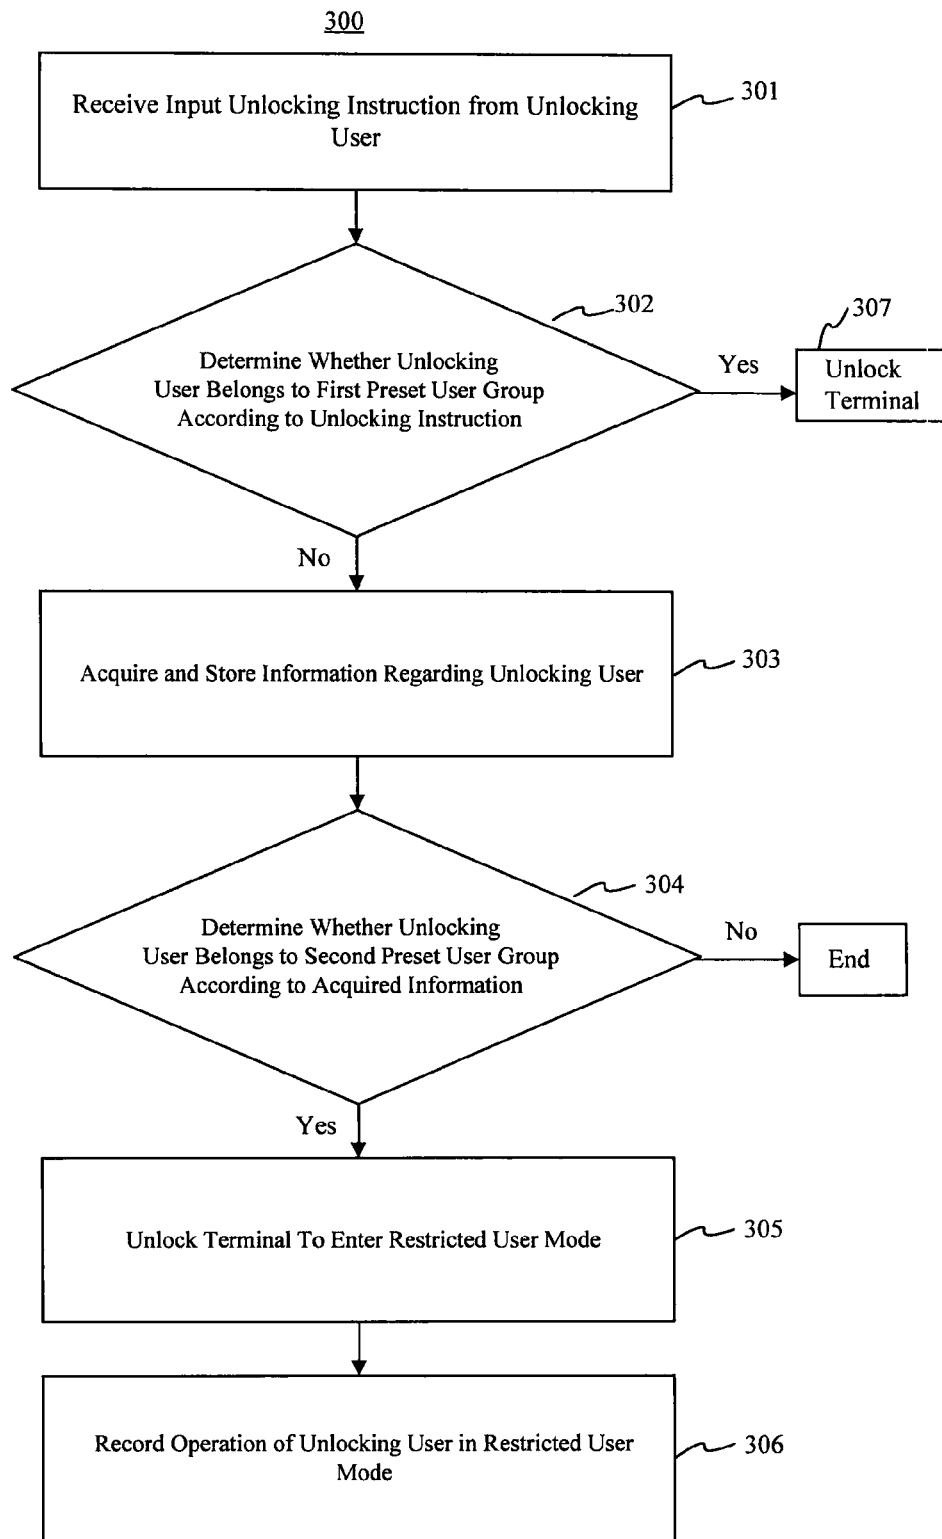 300
Receive Input Unlocking Instruction from Unlocking
User
301
302
Determine Whether Unlocking
User Belongs to First Preset User Group
According to Unlocking Instruction
Yes
307
Unlock
Terminal
No
Acquire and Store Information Regarding Unlocking User
303
304
Determine Whether Unlocking
User Belongs to Second Preset User Group
According to Acquired Information
No
End
Yes
Unlock Terminal To Enter Restricted User Mode
305
Record Operation of Unlocking User in Restricted User
Mode
306